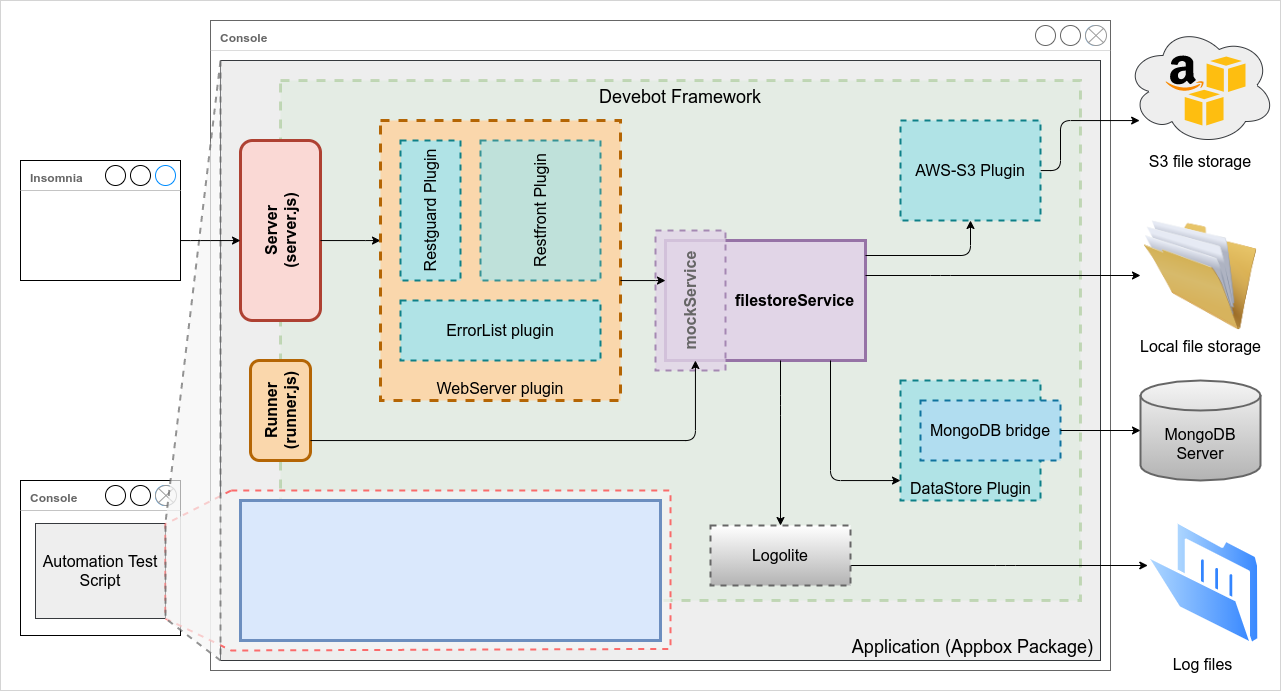 Console
Devebot Framework
Insomnia
Server
(server.js)
Restguard Plugin
Restfront Plugin
ErrorList plugin
WebServer plugin
mockService
filestoreService
AWS-S3 Plugin
a
S3 file storage
Local file storage
Runner
(runner.js)
MongoDB bridge
DataStore Plugin
MongoDB
Server
Console
Automation Test
Script
Logolite
Application (Appbox Package)
Log files